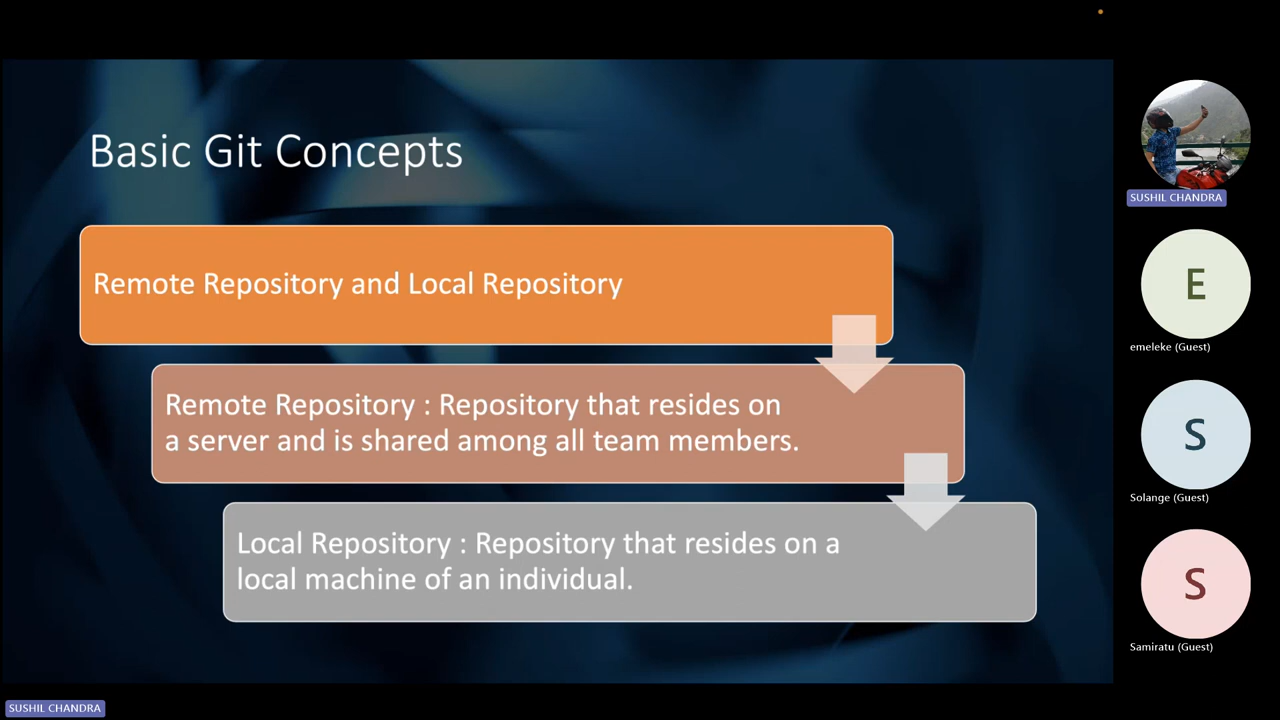 Basic Git Concepts
Remote Repository and Local Repository
Remote Repository : Repository that resides on
a server and is shared among all team members.
Local Repository : Repository that resides on a
local machine of an individual.
SUSHIL CHANDRA
E
emeleke (Guest)
S
Solange (Guest)
S
Samiratu (Guest)
SUSHIL CHANDRA